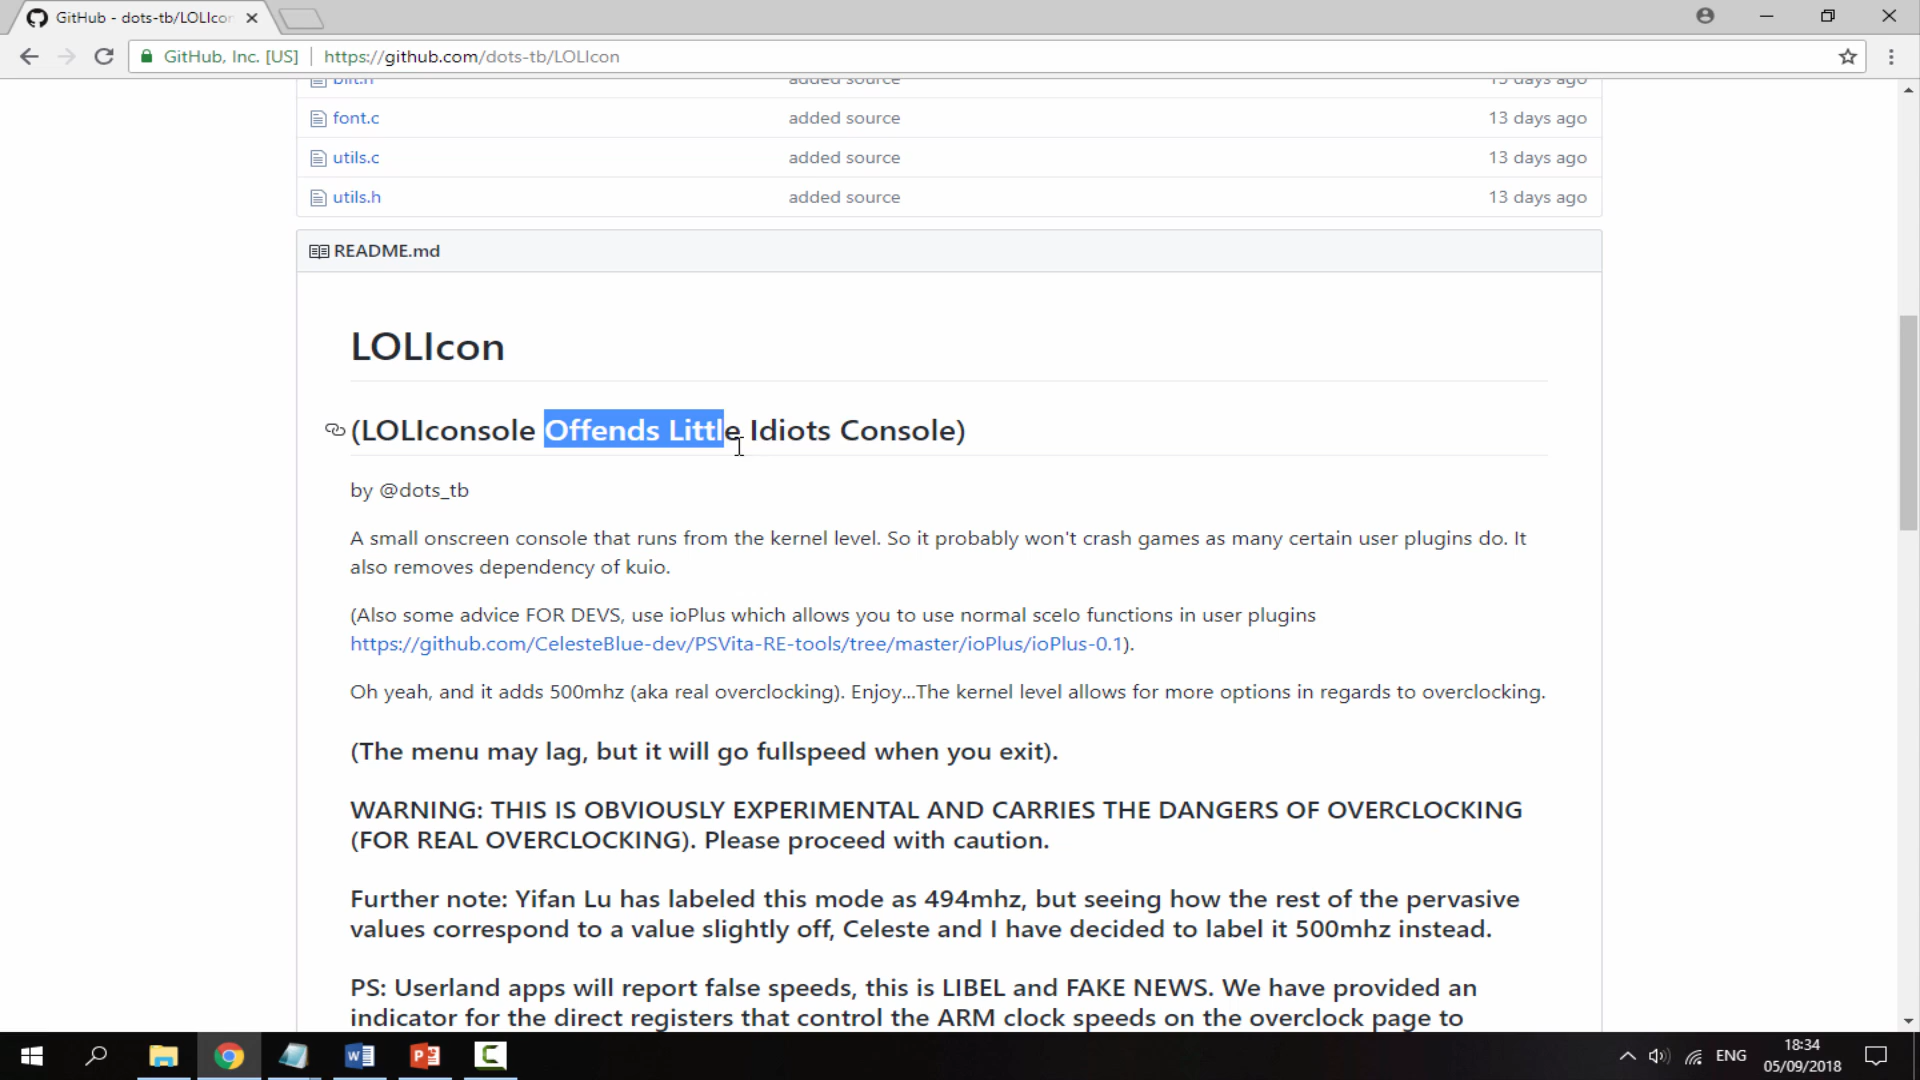 GitHub - dots-tb/LOLIcon
GitHub, Inc. [US] | https://github.com/dots-tb/LOLIcon
blit.h added source 13 days ago
font.c added source 13 days ago
utils.c added source 13 days ago
utils.h added source 13 days ago
README.md
LOLIcon
(LOLIconsole Offends Little Idiots Console)
by @dots_tb
A small onscreen console that runs from the kernel level. So it probably won't crash games as many certain user plugins do. It
also removes dependency of kuio.
(Also some advice FOR DEVS, use ioPlus which allows you to use normal sceIo functions in user plugins
https://github.com/CelesteBlue-dev/PSVita-RE-tools/tree/master/ioPlus/ioPlus-0.1).
Oh yeah, and it adds 500mhz (aka real overclocking). Enjoy...The kernel level allows for more options in regards to overclocking.
(The menu may lag, but it will go fullspeed when you exit).
WARNING: THIS IS OBVIOUSLY EXPERIMENTAL AND CARRIES THE DANGERS OF OVERCLOCKING
(FOR REAL OVERCLOCKING). Please proceed with caution.
Further note: Yifan Lu has labeled this mode as 494mhz, but seeing how the rest of the pervasive
values correspond to a value slightly off, Celeste and I have decided to label it 500mhz instead.
PS: Userland apps will report false speeds, this is LIBEL and FAKE NEWS. We have provided an
indicator for the direct registers that control the ARM clock speeds on the overclock page to
ENG
18:34
05/09/2018